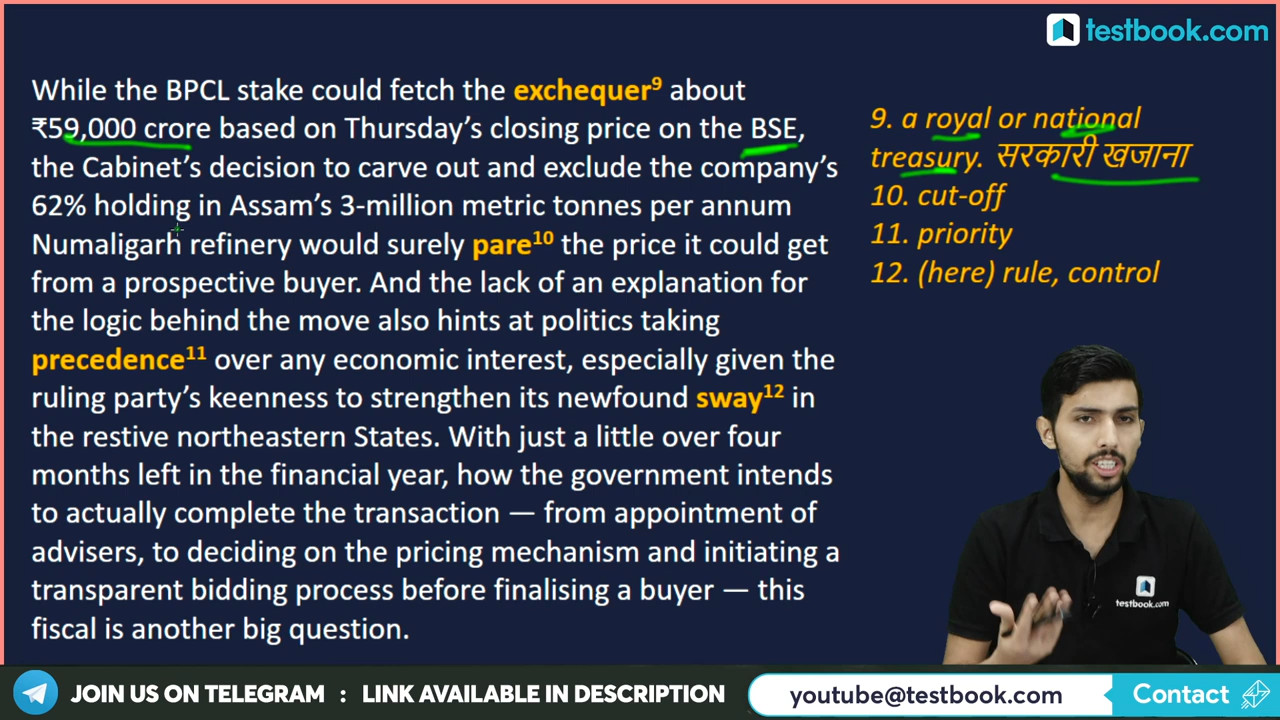 testbook.com
While the BPCL stake could fetch the exchequer⁹ about
₹59,000 crore based on Thursday's closing price on the BSE,
the Cabinet's decision to carve out and exclude the company's
62% holding in Assam's 3-million metric tonnes per annum
Numaligarh refinery would surely pare¹⁰ the price it could get
from a prospective buyer. And the lack of an explanation for
the logic behind the move also hints at politics taking
precedence¹¹ over any economic interest, especially given the
ruling party's keenness to strengthen its newfound sway¹² in
the restive northeastern States. With just a little over four
months left in the financial year, how the government intends
to actually complete the transaction — from appointment of
advisers, to deciding on the pricing mechanism and initiating a
transparent bidding process before finalising a buyer — this
fiscal is another big question.
9. a royal or national
treasury. सरकारी खजाना
10. cut-off
11. priority
12. (here) rule, control
testbook.com
JOIN US ON TELEGRAM : LINK AVAILABLE IN DESCRIPTION
youtube@testbook.com
Contact